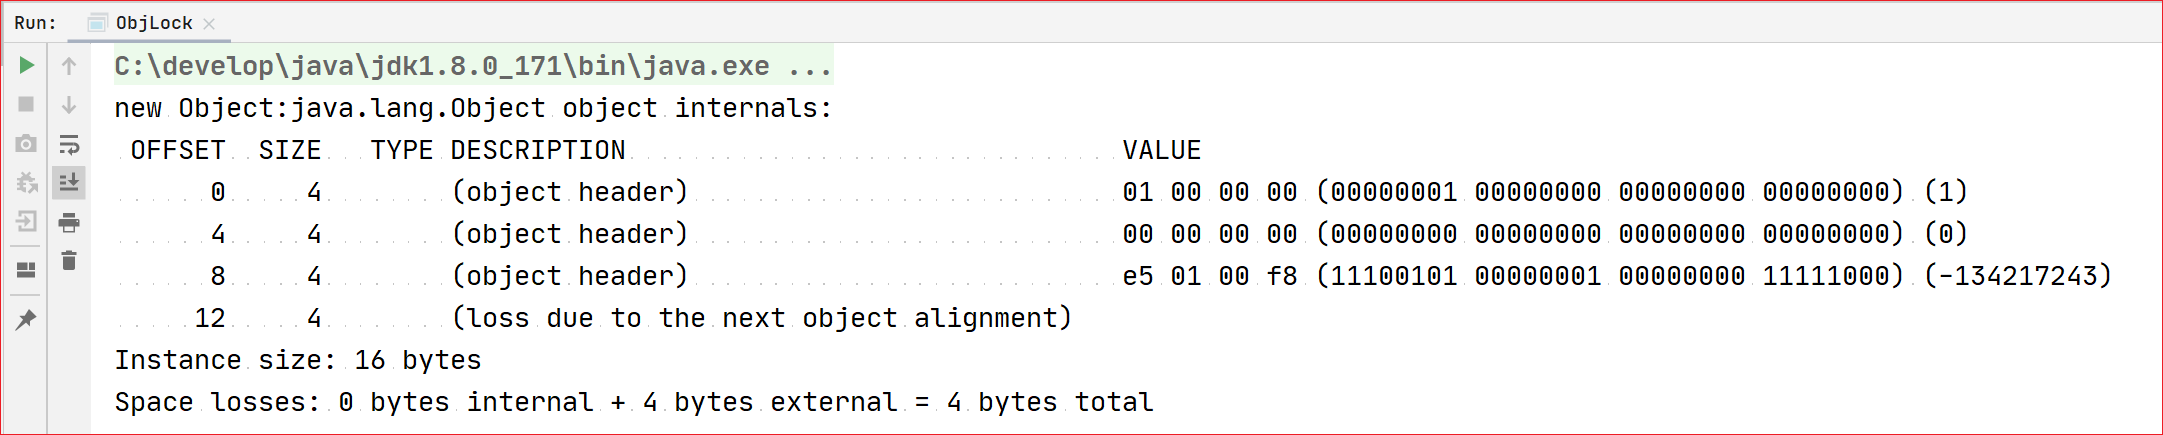 Run: ObjLock
C:\develop\java\jdk1.8.0_171\bin\java.exe ...
new Object:java.lang.Object object internals:
OFFSET  SIZE   TYPE DESCRIPTION                               VALUE
0     4        (object header)                           01 00 00 00 (00000001 00000000 00000000 00000000) (1)
4     4        (object header)                           00 00 00 00 (00000000 00000000 00000000 00000000) (0)
8     4        (object header)                           e5 01 00 f8 (11100101 00000001 00000000 11111000) (-134217243)
12     4        (loss due to the next object alignment)
Instance size: 16 bytes
Space losses: 0 bytes internal + 4 bytes external = 4 bytes total